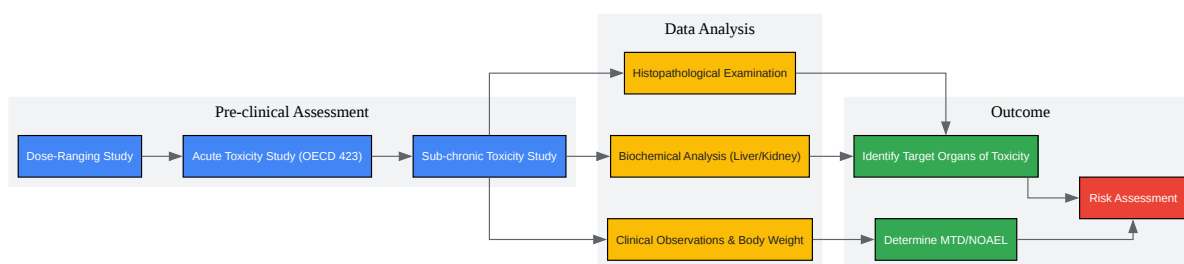 Data Analysis
Histopathological Examination
Pre-clinical Assessment
Outcome
Dose-Ranging Study
Acute Toxicity Study (OECD 423)
Sub-chronic Toxicity Study
Biochemical Analysis (Liver/Kidney)
Identify Target Organs of Toxicity
Risk Assessment
Clinical Observations & Body Weight
Determine MTD/NOAEL